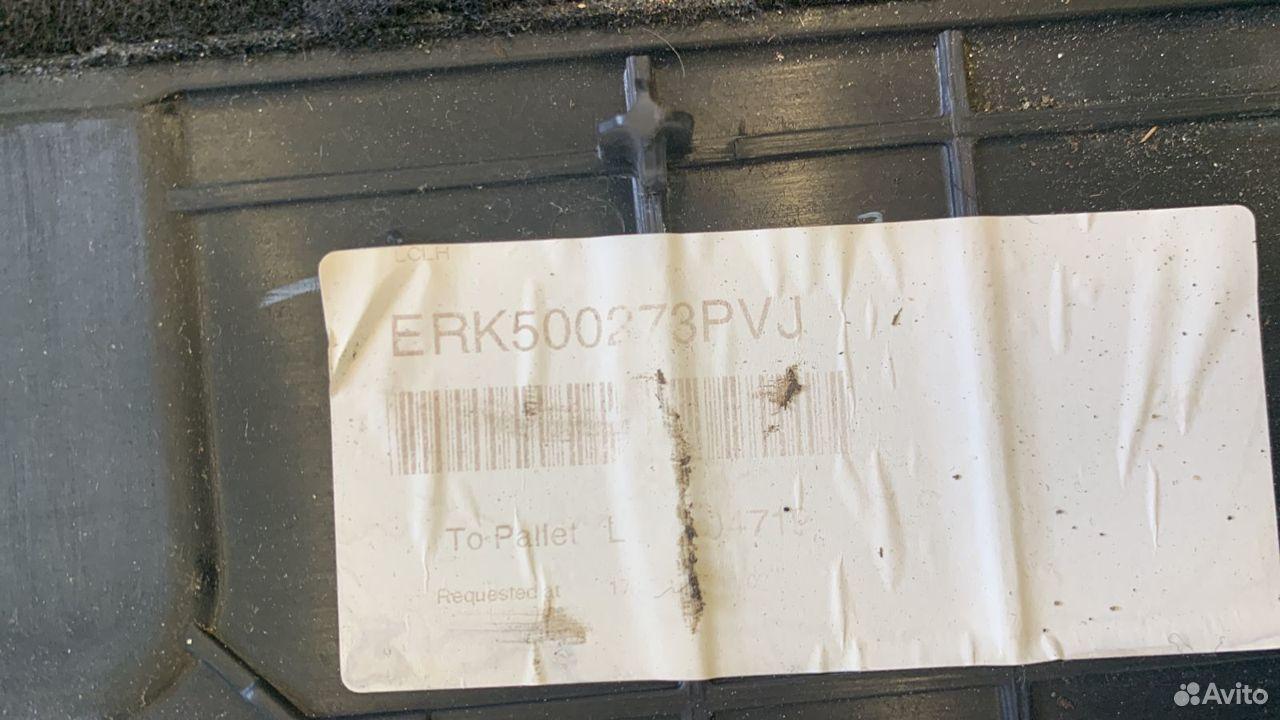 LCLH
ERK500273PVJ
To Pallet
Requested at
Avito